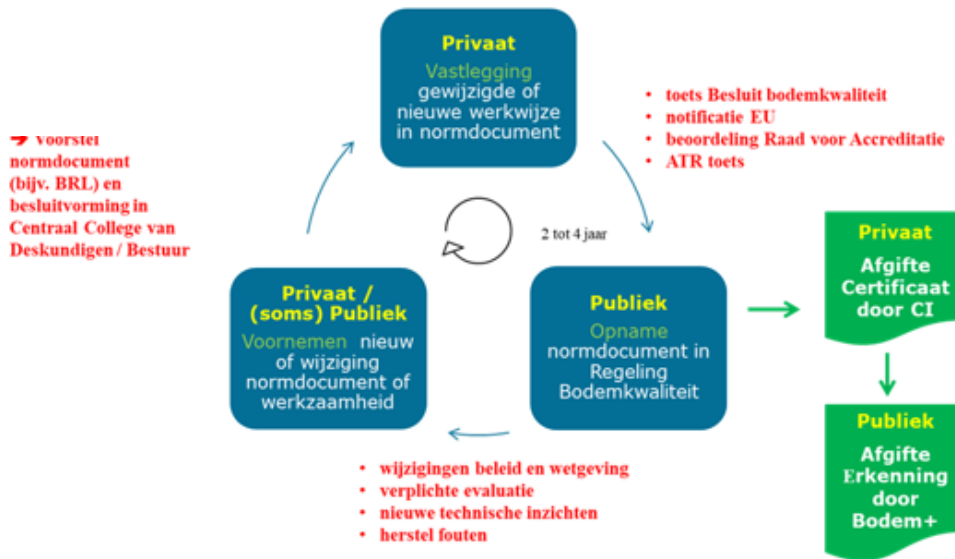 Privaat
Vastlegging
gewijzigde of
nieuwe werkwijze
in normdocument
• toets Besluit bodemkwaliteit
• notificatie EU
• beoordeling Raad voor Accreditatie
• ATR toets
➔ Voorstel
normdocument
(bijv. BRL) en
besluitvorming in
Centraal College van
Deskundigen / Bestuur
2 tot 4 jaar
Privaat /
(soms) Publiek
Voornemen nieuw
of wijziging
normdocument of
werkzaamheid
Publiek
Opname
normdocument in
Regeling
Bodemkwaliteit
Privaat
Afgifte
Certificaat
door CI
Publiek
Afgifte
Erkenning
door
Bodem+
• wijzigingen beleid en wetgeving
• verplichte evaluatie
• nieuwe technische inzichten
• herstel fouten